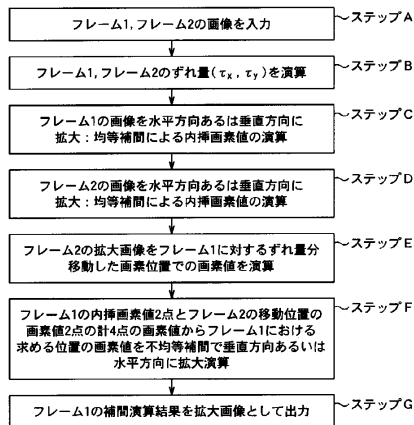 フレーム1,フレーム2の画像を入力
ステップA
フレーム1,フレーム2のずれ量(τx,τy)を演算
ステップB
フレーム1の画像を水平方向あるは垂直方向に
拡大:均等補間による内挿画素値の演算
ステップC
フレーム2の画像を水平方向あるは垂直方向に
拡大:均等補間による内挿画素値の演算
ステップD
フレーム2の拡大画像をフレーム1に対するずれ量分
移動した画素位置での画素値を演算
ステップE
フレーム1の内挿画素値2点とフレーム2の移動位置の
画素値2点の計4点の画素値からフレーム1における
求める位置の画素値を不均等補間で垂直方向あるいは
水平方向に拡大演算
ステップF
フレーム1の補間演算結果を拡大画像として出力
ステップG